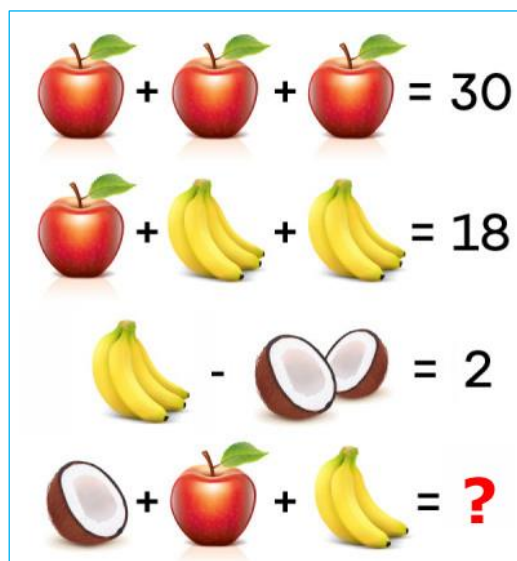 + + = 30
+ + = 18
- = 2
+ + = ?